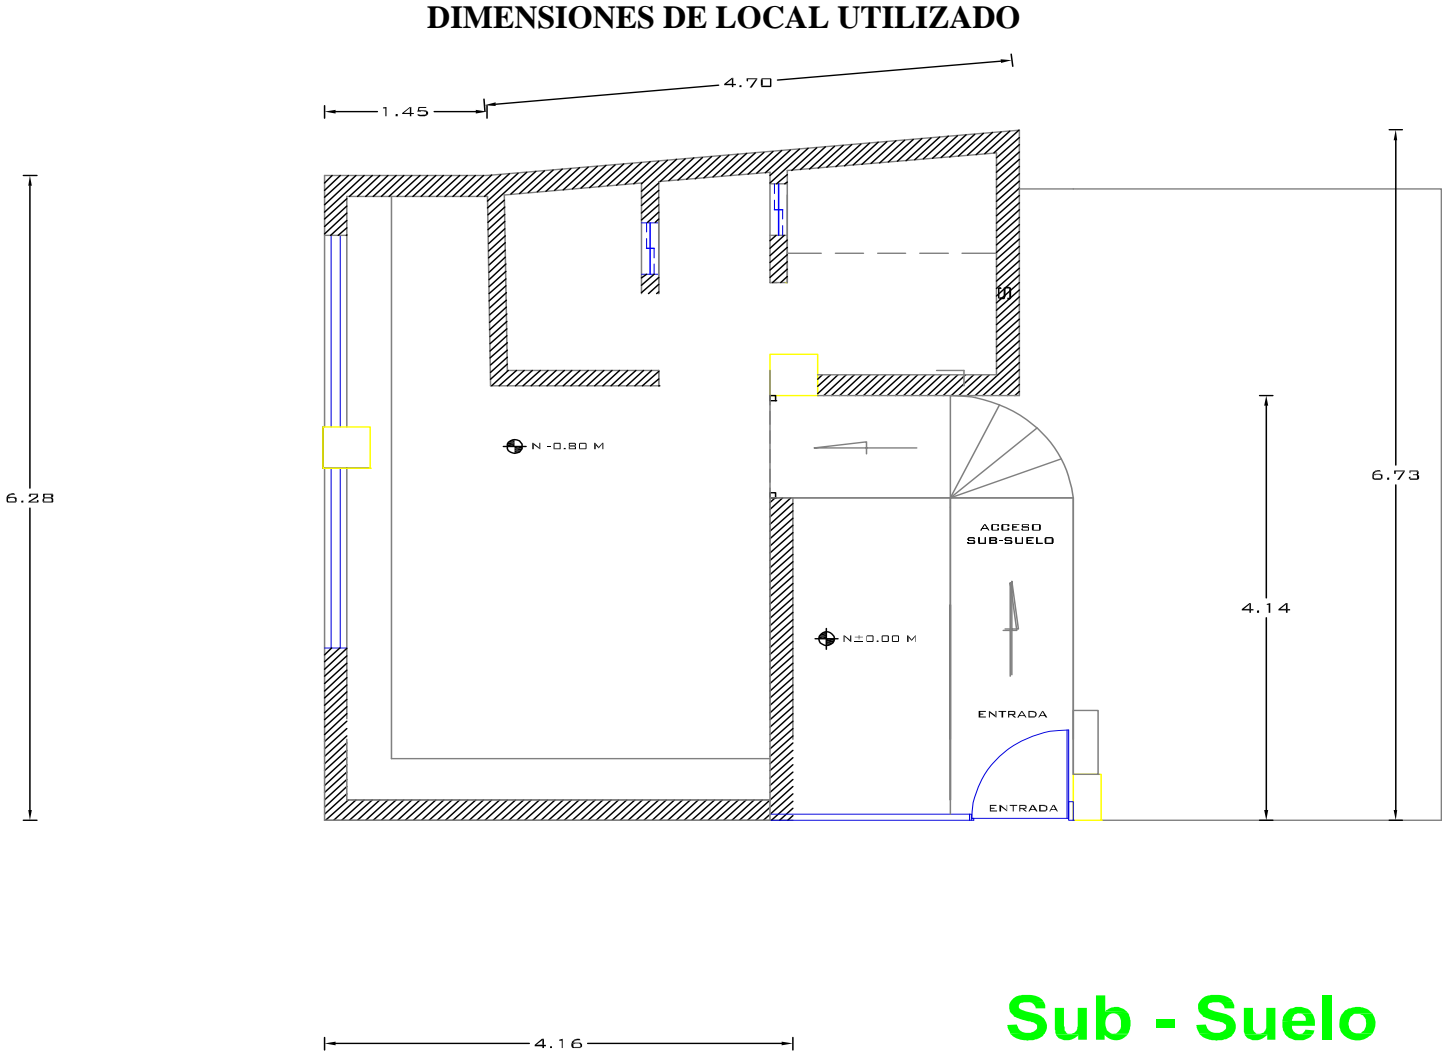 DIMENSIONES DE LOCAL UTILIZADO
4.70
1.45
S
N -0.80 M
6.28
6.73
ACCESO
SUB-SUELO
4.14
N±0.00 M
ENTRADA
ENTRADA
Sub - Suelo
4.16